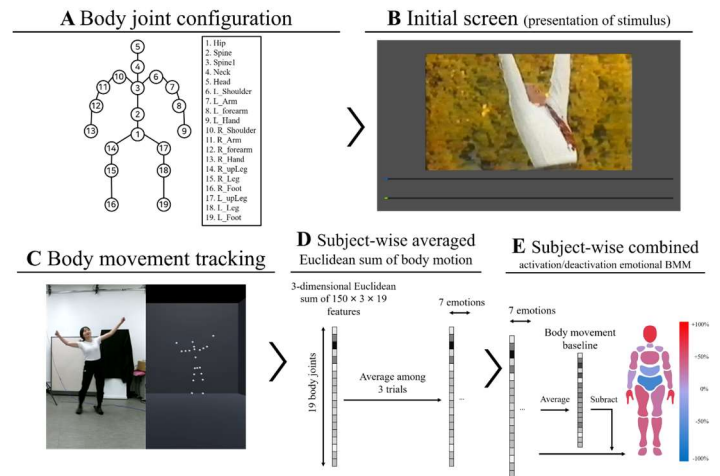 A Body joint configuration
5
4
10
6
3
11
7
12
8
2
13
9
1
14
17
15
18
16
19
1. Hip
2. Spine
3. Spine1
4. Neck
5. Head
6. L_Shoulder
7. L_Arm
8. L_forearm
9. L_Hand
10. R_Shoulder
11. R_Arm
12. R_forearm
13. R_Hand
14. R_upLeg
15. R_Leg
16. R_Foot
17. L_upLeg
18. L_Leg
19. L_Foot
B Initial screen (presentation of stimulus)
C Body movement tracking
D Subject-wise averaged
Euclidean sum of body motion
3-dimensional Euclidean
sum of 150 × 3 × 19
features
19 body joints
Average among
3 trials
7 emotions
...
E Subject-wise combined
activation/deactivation emotional BMM
7 emotions
...
Body movement
baseline
Average
Subtract
+100%
+50%
0%
-50%
-100%